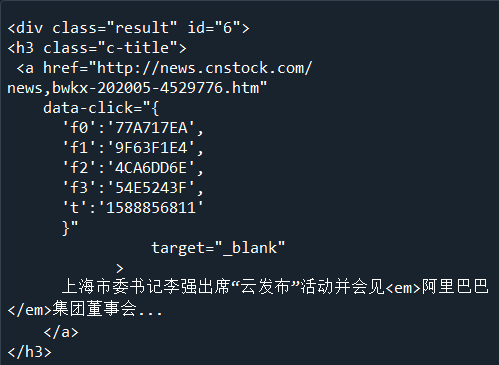 <div class="result" id="6">
<h3 class="c-title">
<a href="http://news.cnstock.com/
news,bwkx-202005-4529776.htm"
data-click="{
'f0':'77A717EA',
'f1':'9F63F1E4',
'f2':'4CA6DD6E',
'f3':'54E5243F',
't':'1588856811'
}"
target="_blank"
>
上海市委书记李强出席“云发布”活动并会见<em>阿里巴巴
</em>集团董事会...
</a>
</h3>